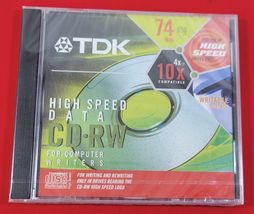 TDK
74
HIGH SPEED
4x-
10x
COMPATIBLE
HIGH SPEED
DATA
CD-RW
FOR COMPUTER
WRITERS
WRITABLE
FOR WRITING AND REWRITING
ONLY IN DRIVES BEARING THE
CD-RW HIGH SPEED LOGO